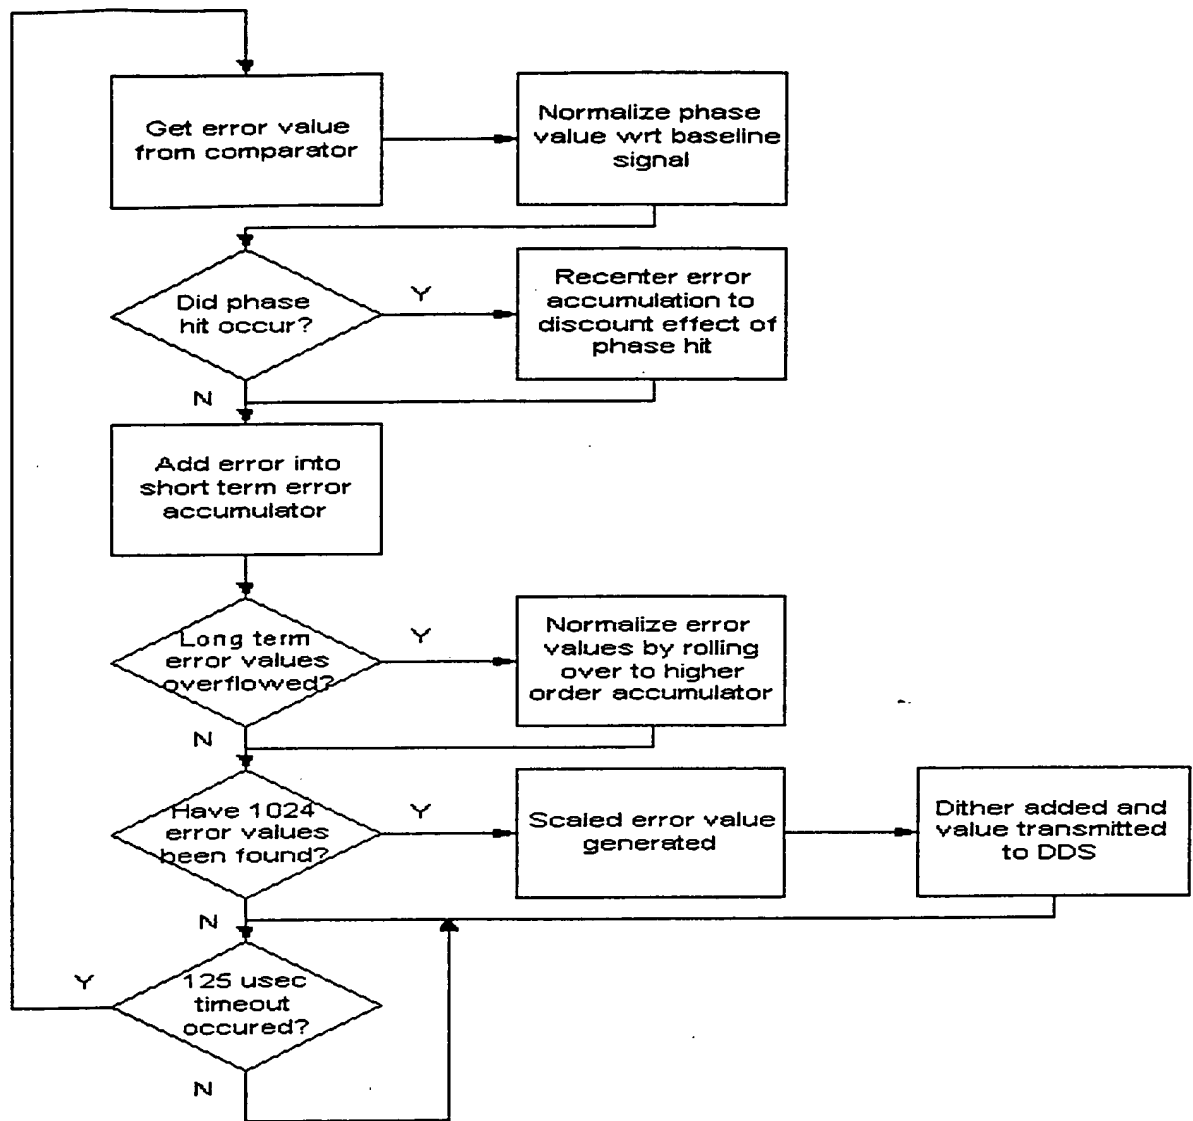 Get error value
from comparator
Normalize phase
value wrt baseline
signal
Did phase
hit occur?
Y
Recenter error
accumulation to
discount effect of
phase hit
N
Add error into
short term error
accumulator
Long term
error values
overflowed?
Y
Normalize error
values by rolling
over to higher
order accumulator
N
Have 1024
error values
been found?
Y
Scaled error value
generated
Dither added and
value transmitted
to DDS
N
Y
125 usec
timeout
occured?
N